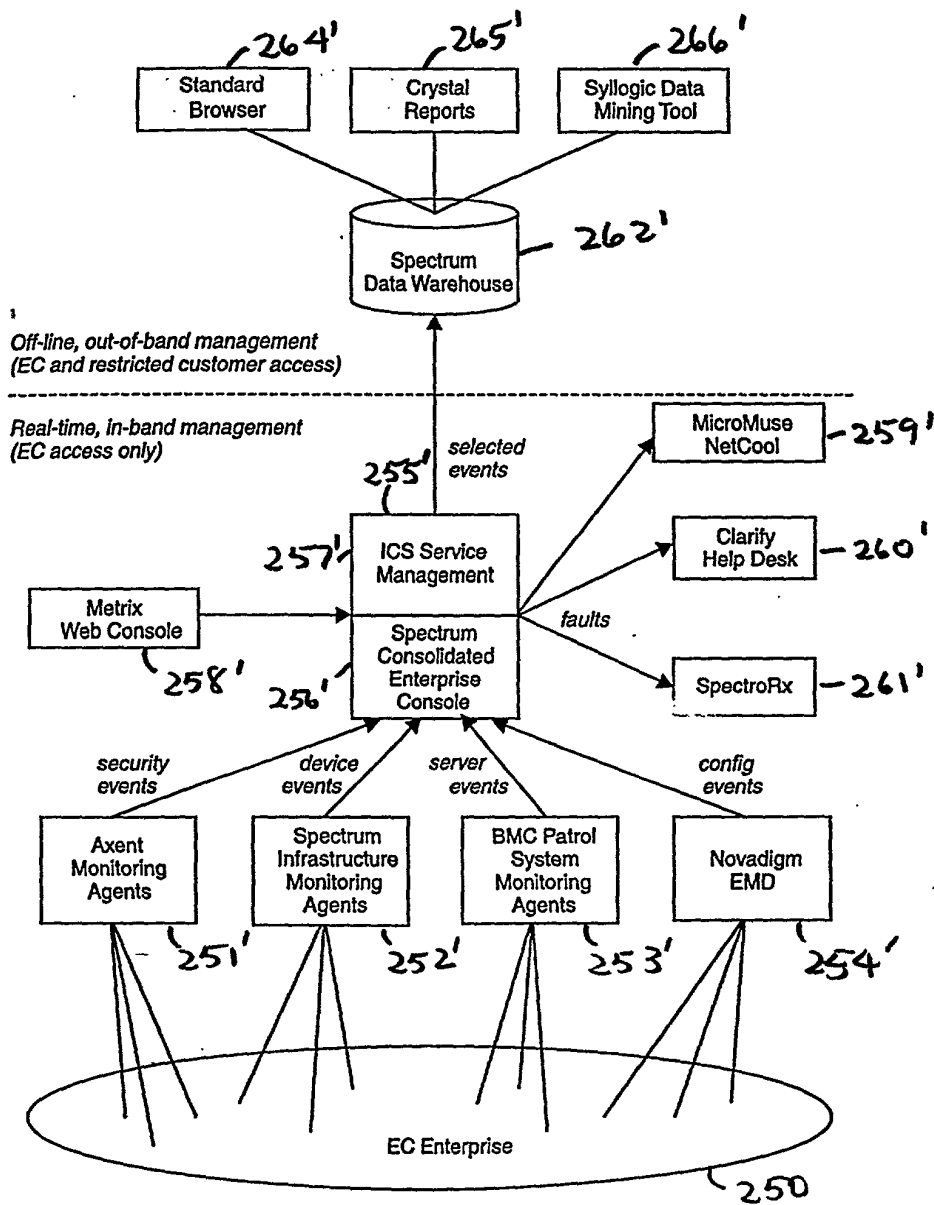 264'
265'
266'
Standard
Browser
Crystal
Reports
Syllogic Data
Mining Tool
262'
Spectrum
Data Warehouse
Off-line, out-of-band management
(EC and restricted customer access)
Real-time, in-band management
(EC access only)
selected
events
MicroMuse
NetCool
259'
255'
257'
ICS Service
Management
Clarify
Help Desk
260'
Metrix
Web Console
258'
faults
Spectrum
Consolidated
Enterprise
Console
256'
SpectroRx
261'
security
events
device
events
server
events
config
events
Axent
Monitoring
Agents
Spectrum
Infrastructure
Monitoring
Agents
BMC Patrol
System
Monitoring
Agents
Novadigm
EMD
251'
252'
253'
254'
EC Enterprise
250